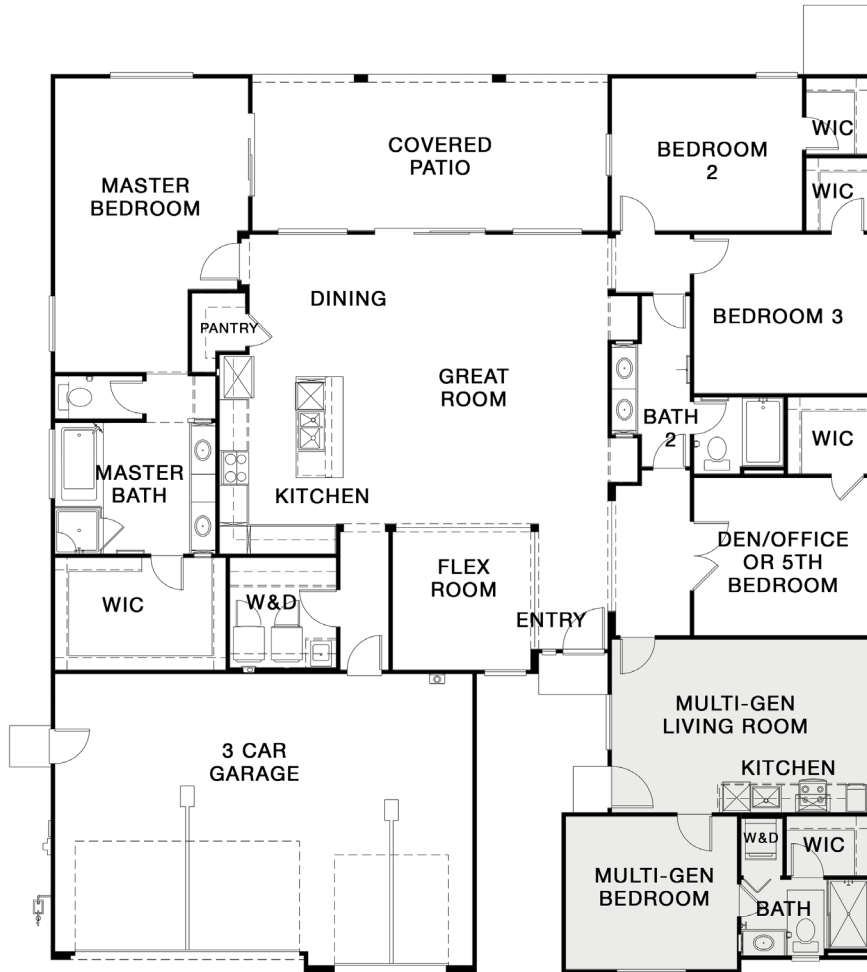 COVERED
PATIO
BEDROOM
2
WIC
MASTER
BEDROOM
WIC
DINING
PANTRY
BEDROOM 3
GREAT
ROOM
BATH
2
WIC
MASTER
BATH
KITCHEN
DEN/OFFICE
OR 5TH
BEDROOM
FLEX
ROOM
WIC
W&D
ENTRY
MULTI-GEN
LIVING ROOM
3 CAR
GARAGE
KITCHEN
W&D
WIC
MULTI-GEN
BEDROOM
BATH